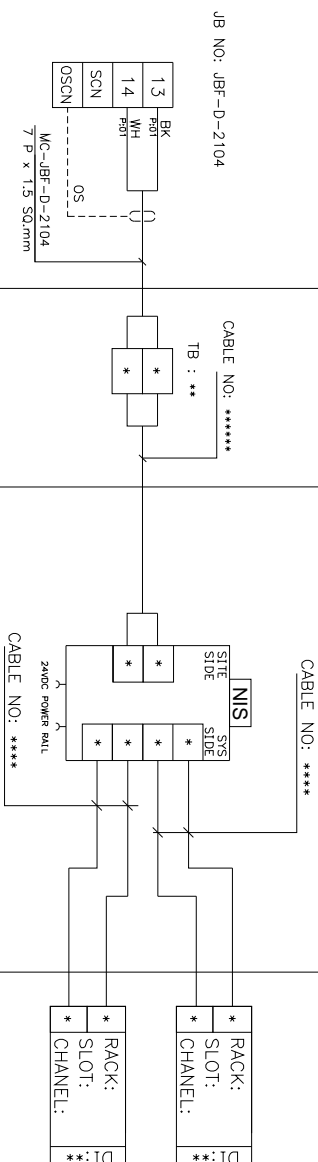 JB NO: JBF-D-2104
13
14
SCN
OSCN
BK
P:01
WH
P:01
OS
MC-JBF-D-2104
7 P x 1.5 SQ.mm
CABLE NO: ******
TB : **
*
*
CABLE NO: ****
NIS
SITE SIDE
SYS SIDE
*
*
*
*
*
*
24VDC POWER RAIL
CABLE NO: ****
*
*
RACK:
SLOT:
CHANEL:
DI:**
*
*
RACK:
SLOT:
CHANEL:
DI:**